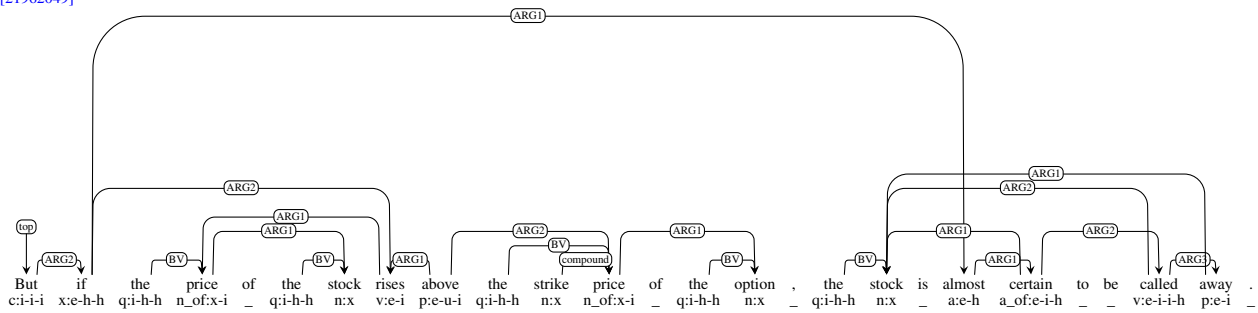 [21962049]
ARG1
ARG1
ARG2 ARG2
ARG1
top ARG1 ARG2 ARG1 ARG1 ARG2
BV
ARG2 BV BV ARG1 compound BV BV ARG1 ARG3
But if the price of the stock rises above the strike price of the option , the stock is almost certain to be called away .
c:i-i-i x:e-h-h q:i-h-h n_of:x-i _ q:i-h-h n:x v:e-i p:e-u-i q:i-h-h n:x n_of:x-i _ q:i-h-h n:x _ q:i-h-h n:x _ a:e-h a_of:e-i-h _ _ v:e-i-i-h p:e-i _